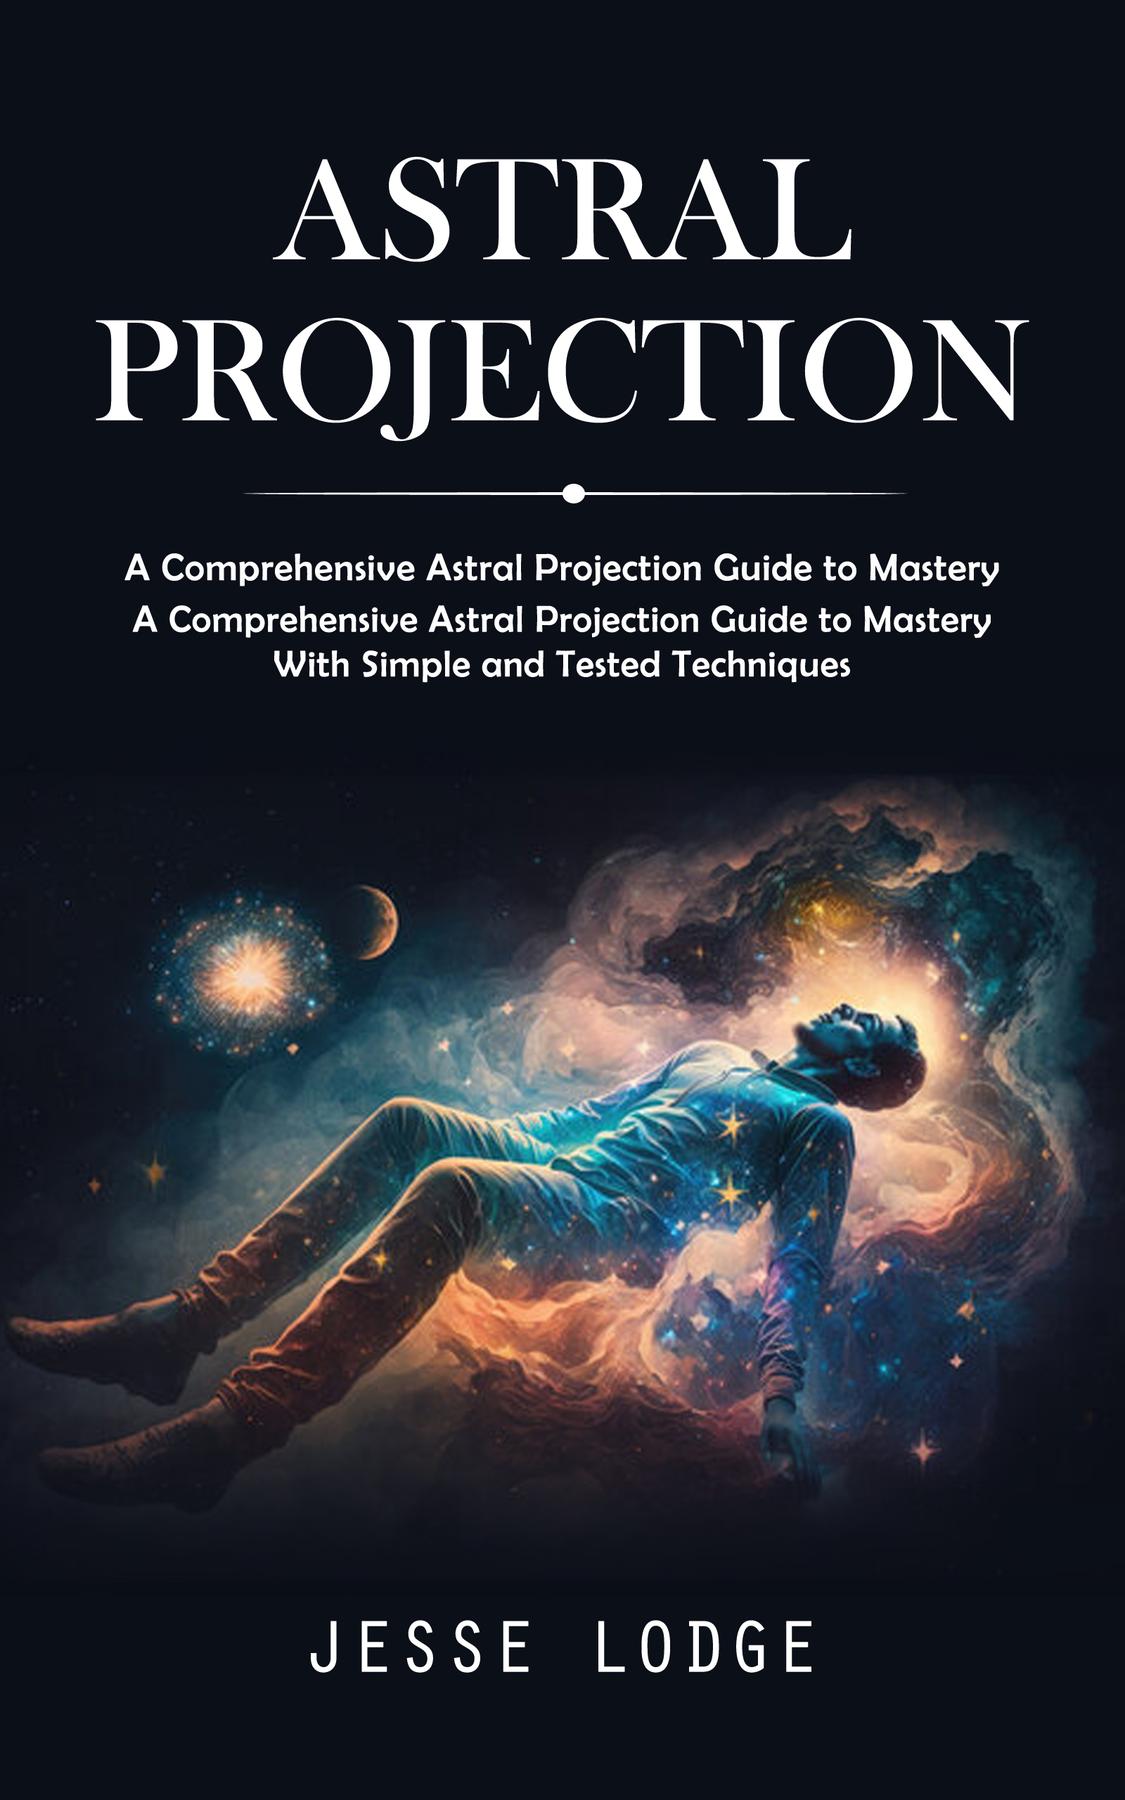 ASTRAL
PROJECTION
A Comprehensive Astral Projection Guide to Mastery
A Comprehensive Astral Projection Guide to Mastery
With Simple and Tested Techniques
JESSE LODGE